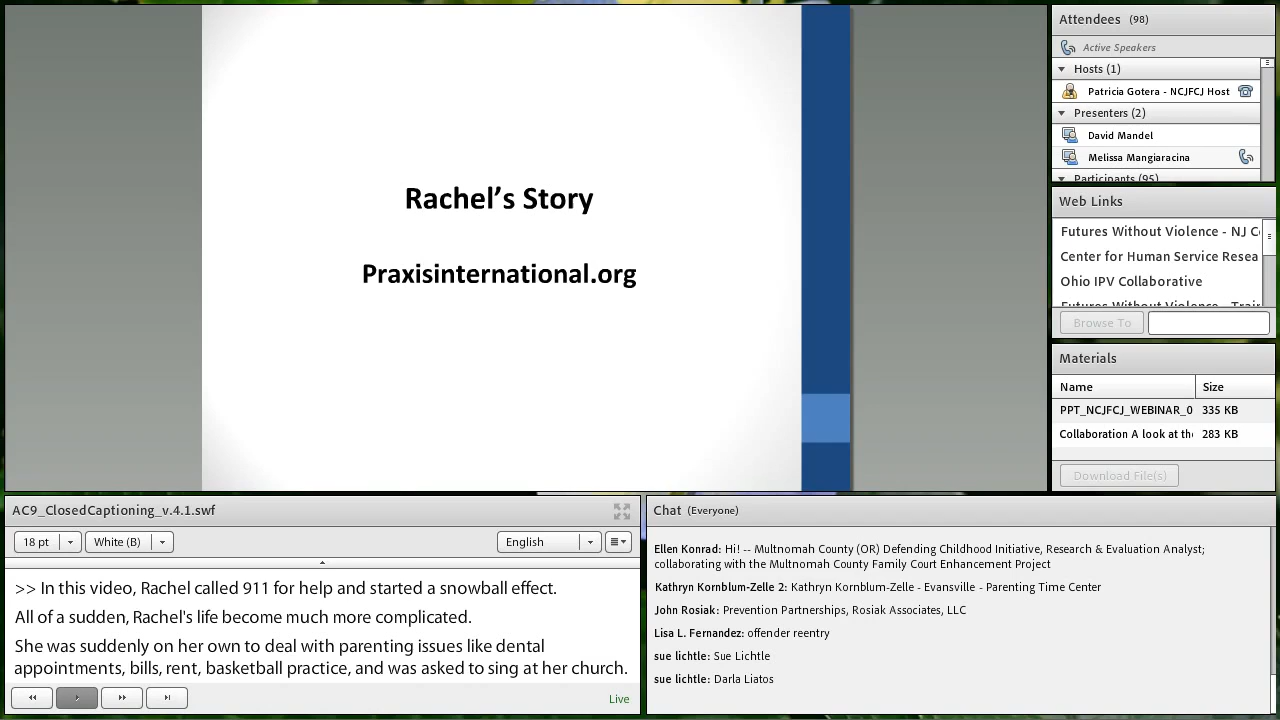 Rachel's Story
Praxisinternational.org
Attendees (98)
Active Speakers
Hosts (1)
Patricia Gotera - NCJFCJ Host
Presenters (2)
David Mandel
Melissa Mangiaracina
Participants (95)
Web Links
Futures Without Violence - NJ C
Center for Human Service Resea
Ohio IPV Collaborative
Futures Without Violence - Train
Browse To
Materials
Name Size
PPT_NCJFCJ_WEBINAR_0 335 KB
Collaboration A look at the 283 KB
Download File(s)
AC9_ClosedCaptioning_v.4.1.swf
18 pt White (B) English
>> In this video, Rachel called 911 for help and started a snowball effect.
All of a sudden, Rachel's life become much more complicated.
She was suddenly on her own to deal with parenting issues like dental
appointments, bills, rent, basketball practice, and was asked to sing at her church.
Live
Chat (Everyone)
Ellen Konrad: Hi! -- Multnomah County (OR) Defending Childhood Initiative, Research & Evaluation Analyst;
collaborating with the Multnomah County Family Court Enhancement Project
Kathryn Kornblum-Zelle 2: Kathryn Kornblum-Zelle - Evansville - Parenting Time Center
John Rosiak: Prevention Partnerships, Rosiak Associates, LLC
Lisa L. Fernandez: offender reentry
sue lichtle: Sue Lichtle
sue lichtle: Darla Liatos